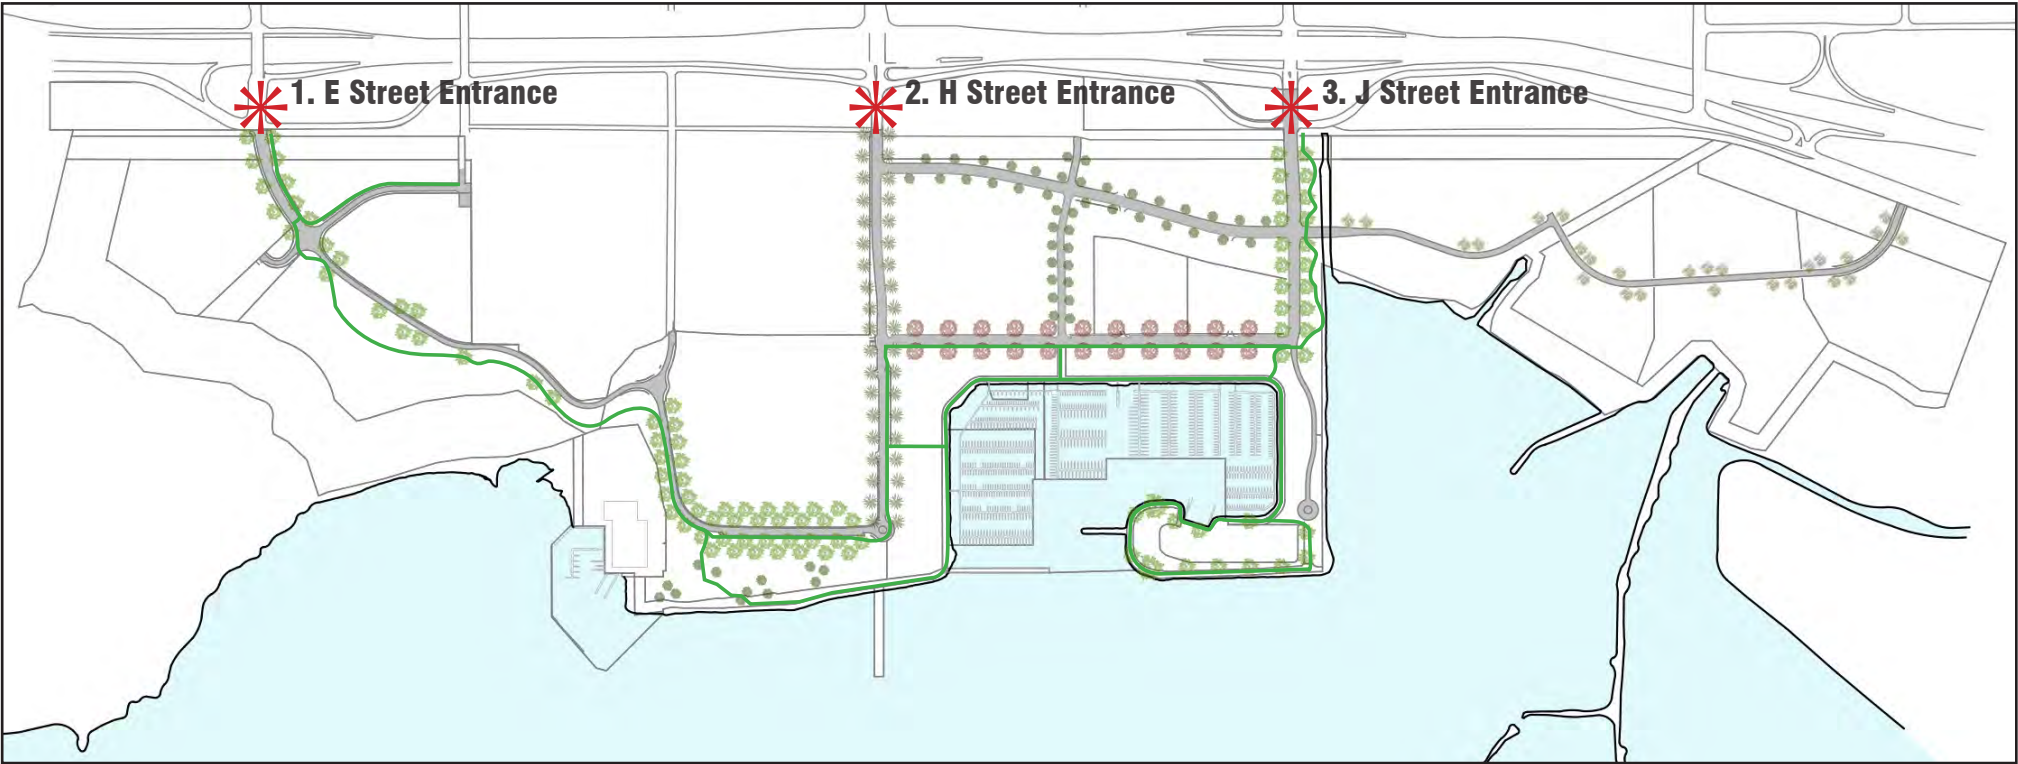 1. E Street Entrance
2. H Street Entrance
3. J Street Entrance